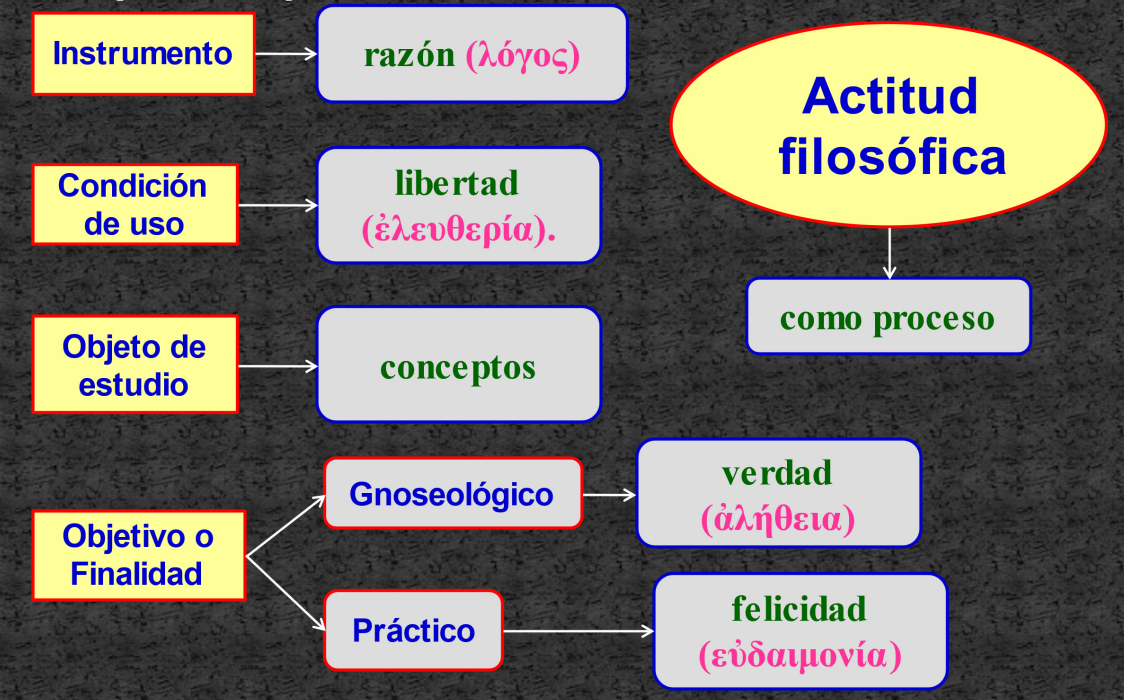 Instrumento
razón (λόγος)
Actitud
filosófica
como proceso
Condición
de uso
libertad
(ἐλευθερία).
Objeto de
estudio
conceptos
Objetivo o
Finalidad
Gnoseológico
verdad
(ἀλήθεια)
Práctico
felicidad
(εὐδαιμονία)